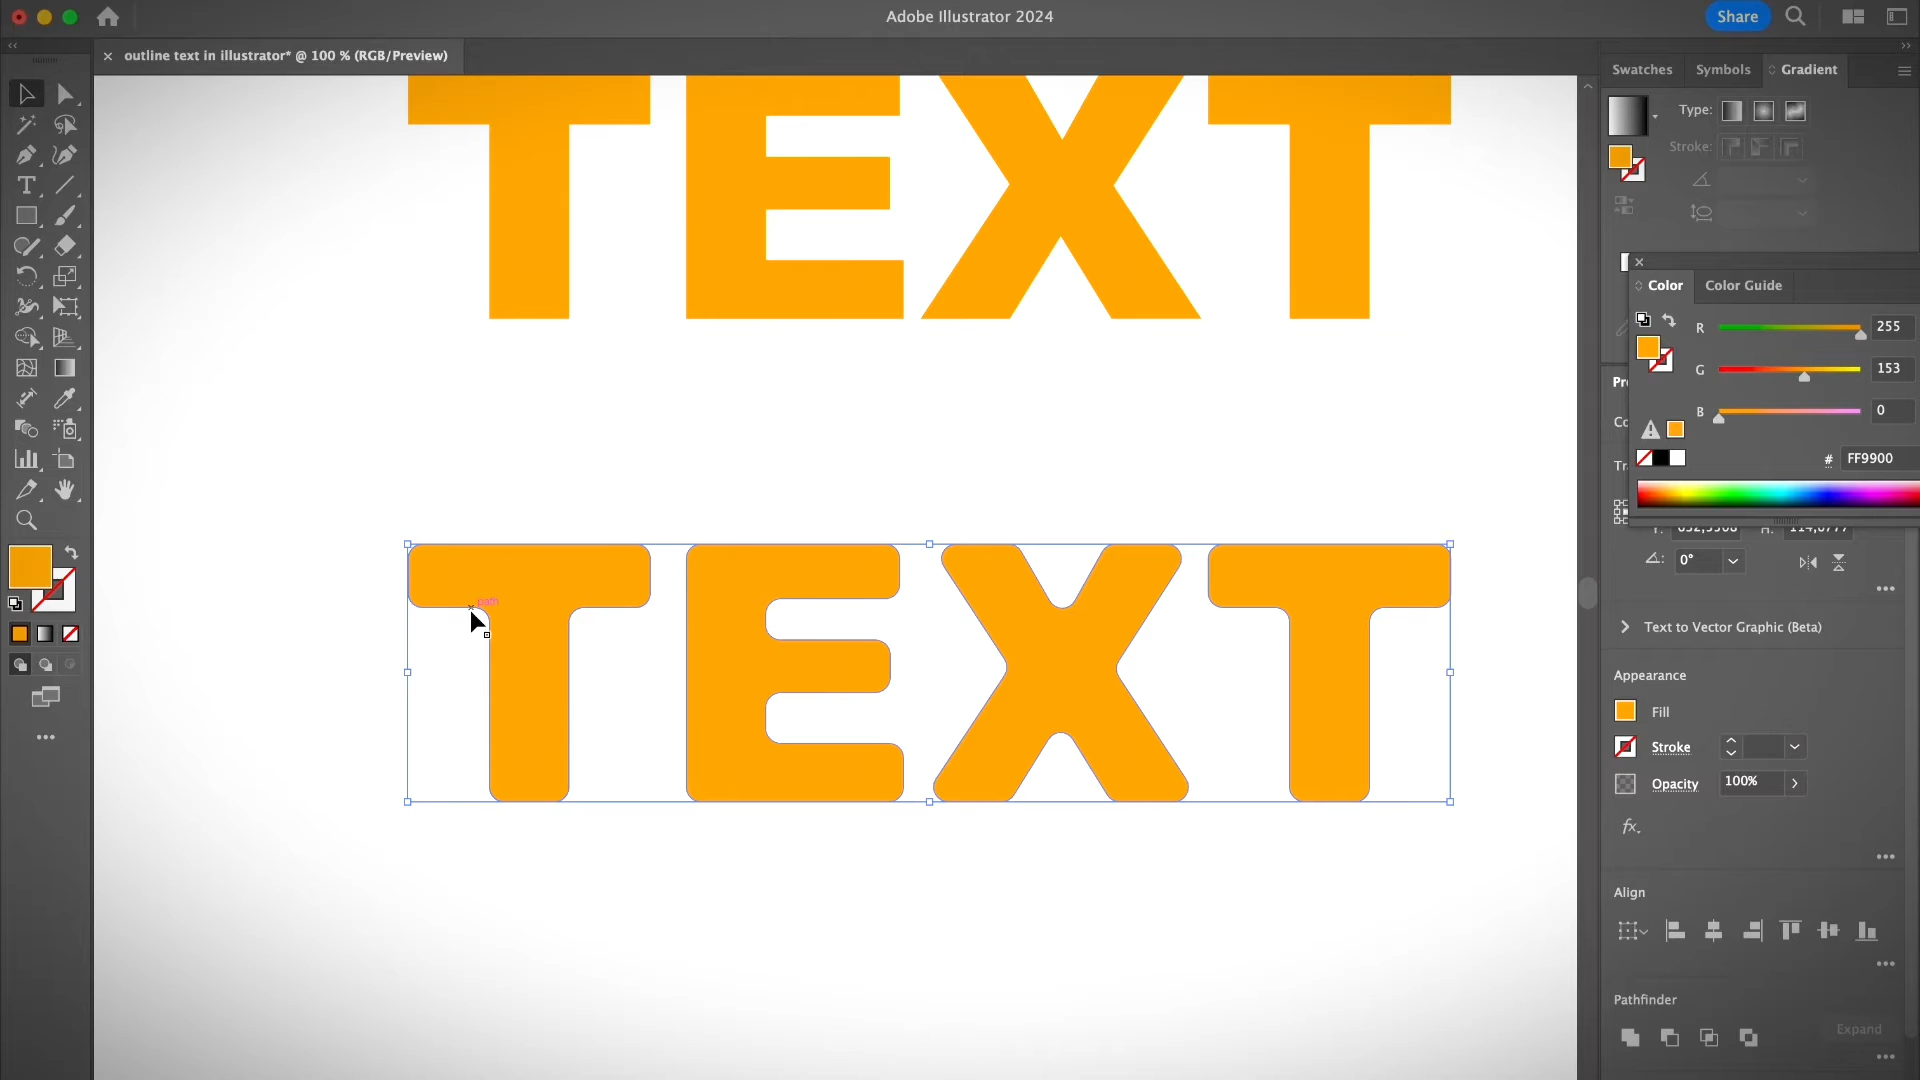 Adobe Illustrator 2024
Share
outline text in illustrator* @ 100 % (RGB/Preview)
Swatches
Symbols
Gradient
Type:
Stroke:
TEXT
Color
Color Guide
R
255
G
153
B
0
# FF9900
0°
path
TEXT
Text to Vector Graphic (Beta)
Appearance
Fill
Stroke
Opacity
100%
fx
Align
Pathfinder
Expand